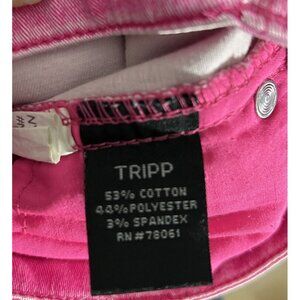 TRIPP
53% COTTON
44% POLYESTER
3% SPANDEX
RN#78061